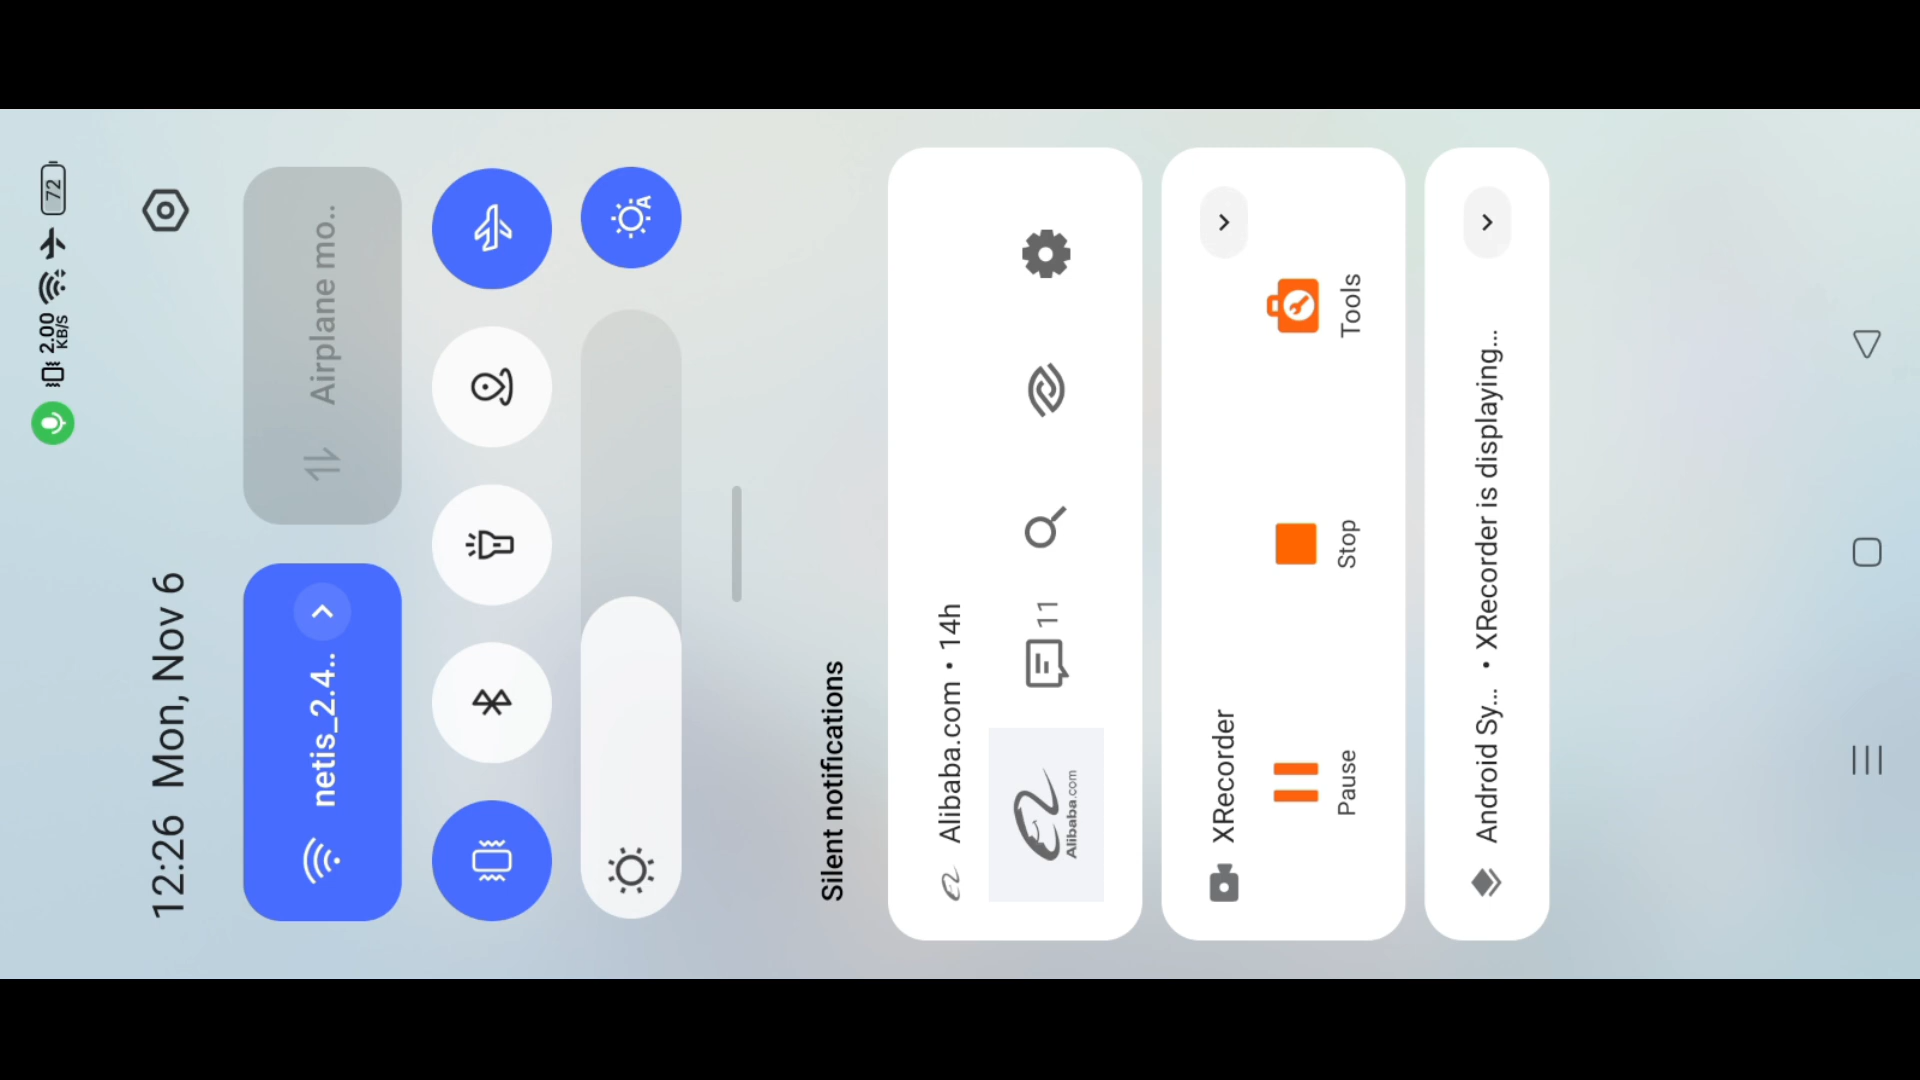 72
2.00
KB/S
12:26 Mon, Nov 6
netis_2.4..
Airplane mo..
A
Silent notifications
Alibaba.com • 14h
Alibaba.com
11
XRecorder
Pause
Stop
Tools
Android Sy... • XRecorder is displaying...